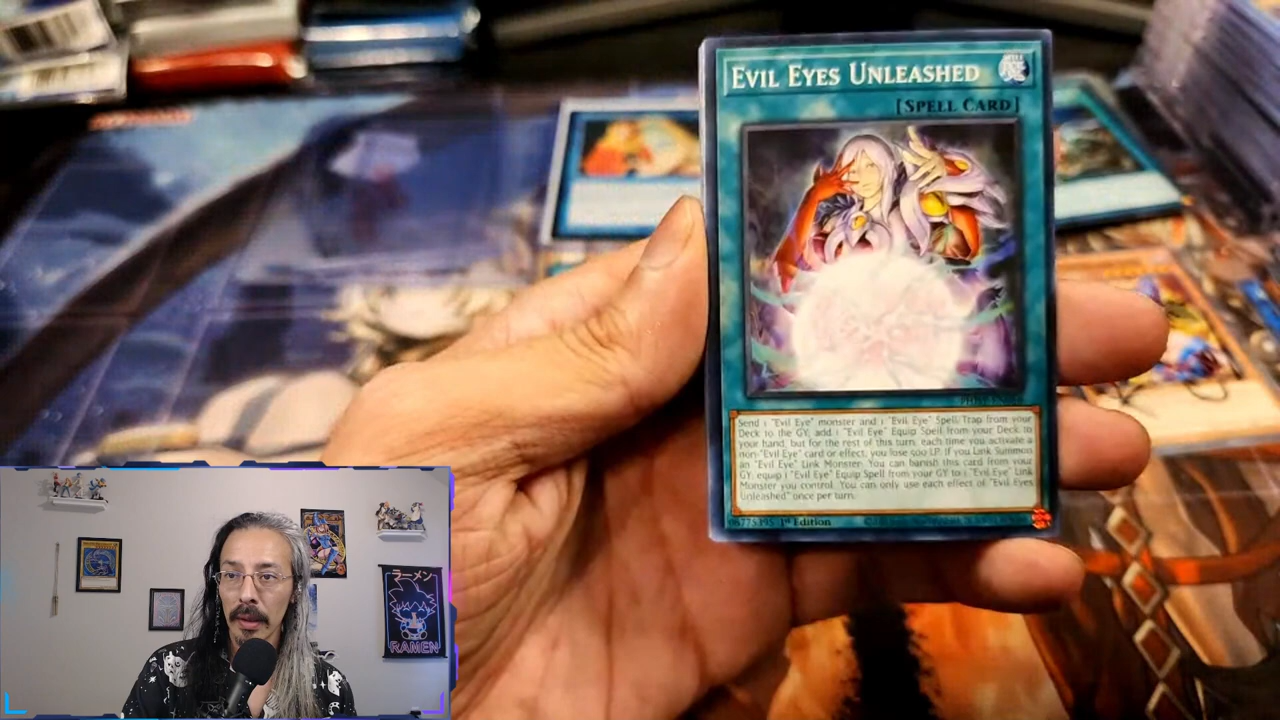 EVIL EYES UNLEASHED
[SPELL CARD]
Send 1 "Evil Eye" monster and 1 "Evil Eye" Spell/Trap from your
Deck to the GY; add 1 "Evil Eye" Equip Spell from your Deck to
your hand, but for the rest of this turn, each time you activate a
non-"Evil Eye" card or effect, you lose 500 LP. If you Link Summon
an "Evil Eye" Link Monster: You can banish this card from your
GY; equip 1 "Evil Eye" Equip Spell from your GY to 1 "Evil Eye" Link
Monster you control. You can only use each effect of "Evil Eyes
Unleashed" once per turn.
06775395 1st Edition
ラーメン
RAMEN